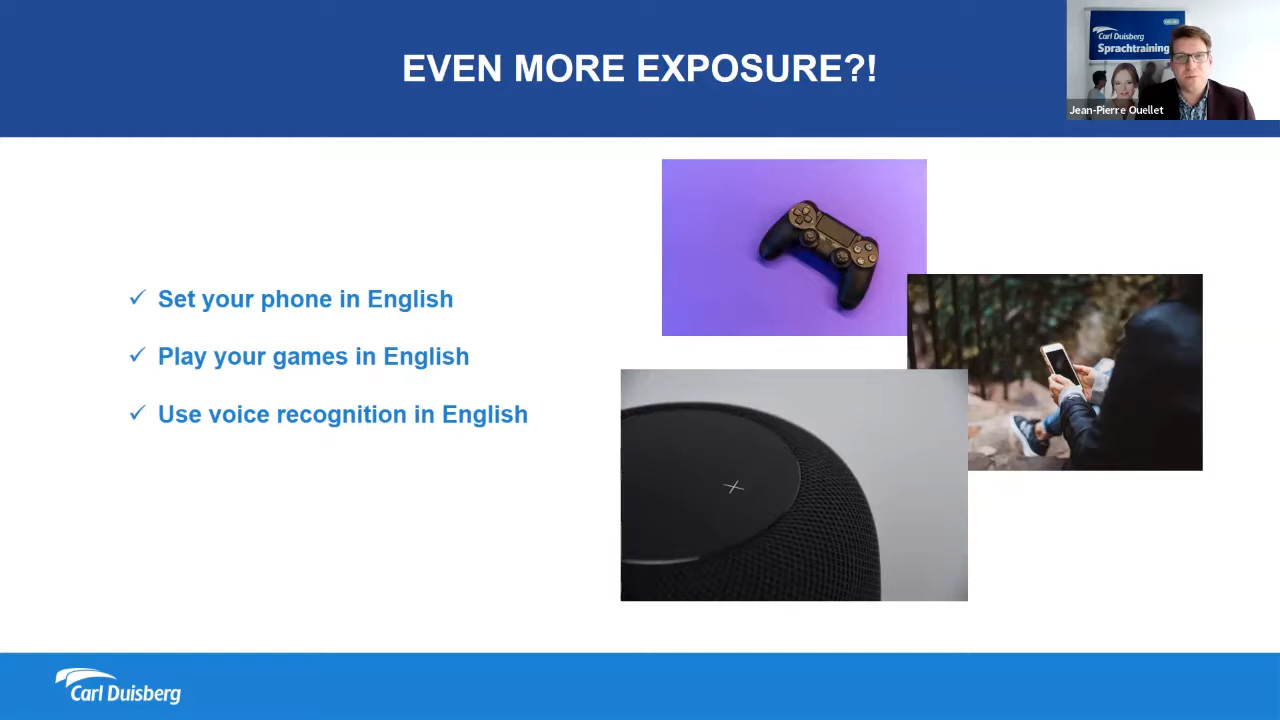 EVEN MORE EXPOSURE?!
Carl Duisberg
Sprachtraining
Jean-Pierre Ouellet
✓ Set your phone in English
✓ Play your games in English
✓ Use voice recognition in English
Carl Duisberg